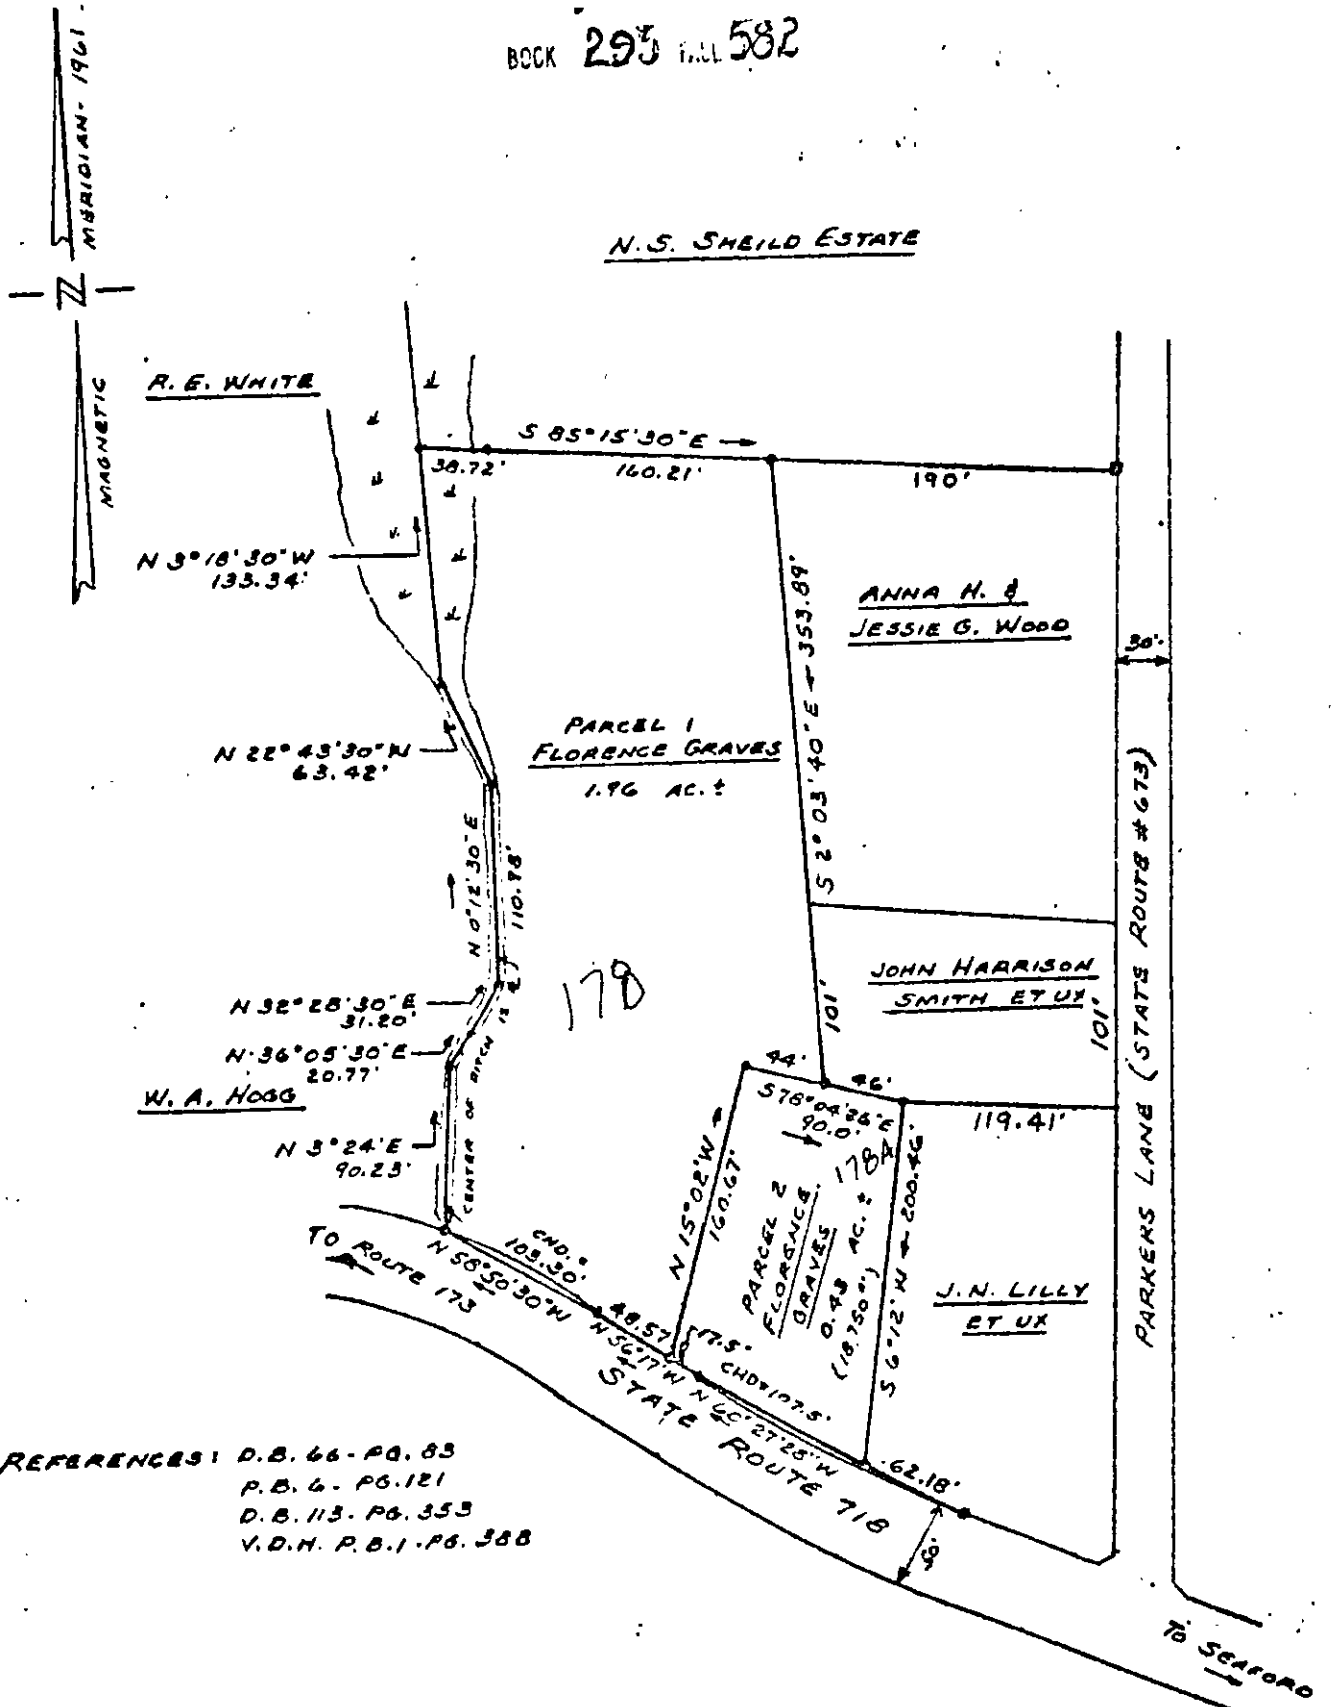 BOOK 295 582
MERIDIAN - 1961
N
MAGNETIC
N.S. SHEILD ESTATE
R. E. WHITE
S 85°15'30"E
38.72'
160.21'
190'
N 3°18'30"W
133.34'
ANNA H. &
JESSIE G. WOOD
30'
S 2°03'40"E 353.89'
PARCEL 1
FLORENCE GRAVES
1.96 AC.±
N 22°43'30"W
63.42'
N 0°12'30"E
110.98'
PARKERS LANE (STATE ROUTE #673)
178
JOHN HARRISON
SMITH ET UX
101'
101'
N 32°28'30"E
31.20'
N 36°05'30"E
20.77'
W. A. HOGG
CENTER OF DITCH IS ℄
N 3°24'E
90.23'
44'
46'
S 78°04'26"E
90.0'
119.41'
178A
N 15°02'W
160.67'
PARCEL 2
FLORENCE
GRAVES
0.43 AC.±
(18,750")
S 6°12'W 200.46'
J.N. LILLY
ET UX
TO ROUTE 173
CHD.=
103.30'
N 58°50'30"W
48.57'
N 56°17'W
17.5'
CHD=107.5'
N 60°27'28"W
62.18'
STATE ROUTE 718
TO SEAFORD
REFERENCES: D.B. 66 - PG. 83
P.B. 6 - PG. 121
D.B. 113 - PG. 353
V.D.H. P.B. 1 - PG. 388